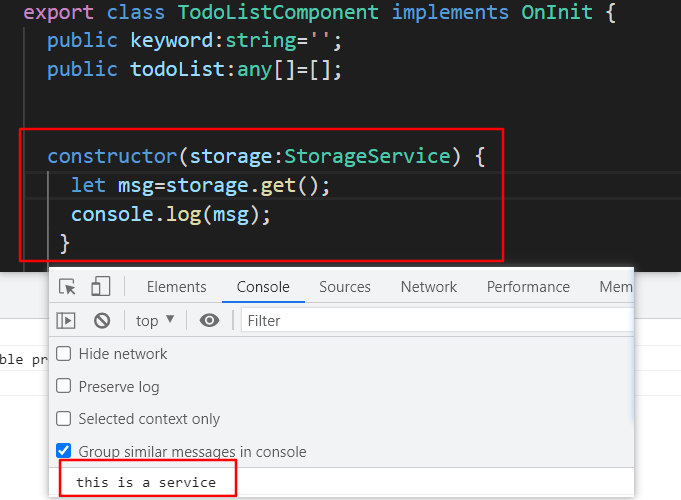 export class TodoListComponent implements OnInit {
public keyword:string='';
public todoList:any[]=[];
constructor(storage:StorageService) {
let msg=storage.get();
console.log(msg);
}
Elements Console Sources Network Performance Mem
top Filter
Hide network
ble pr
Preserve log
Selected context only
Group similar messages in console
this is a service